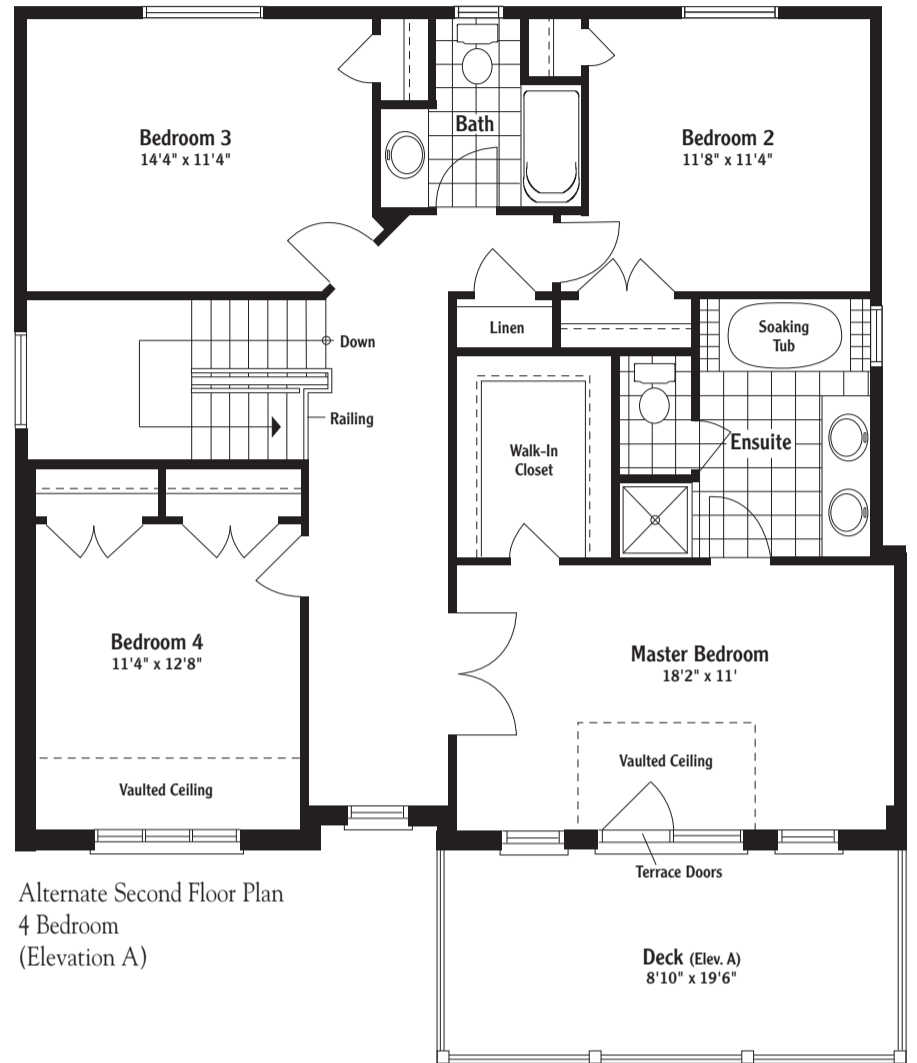 Bedroom 3
14'4" x 11'4"
Bath
Bedroom 2
11'8" x 11'4"
Linen
Soaking
Tub
Down
Railing
Walk-In
Closet
Ensuite
Bedroom 4
11'4" x 12'8"
Master Bedroom
18'2" x 11'
Vaulted Ceiling
Vaulted Ceiling
Terrace Doors
Alternate Second Floor Plan
4 Bedroom
(Elevation A)
Deck (Elev. A)
8'10" x 19'6"